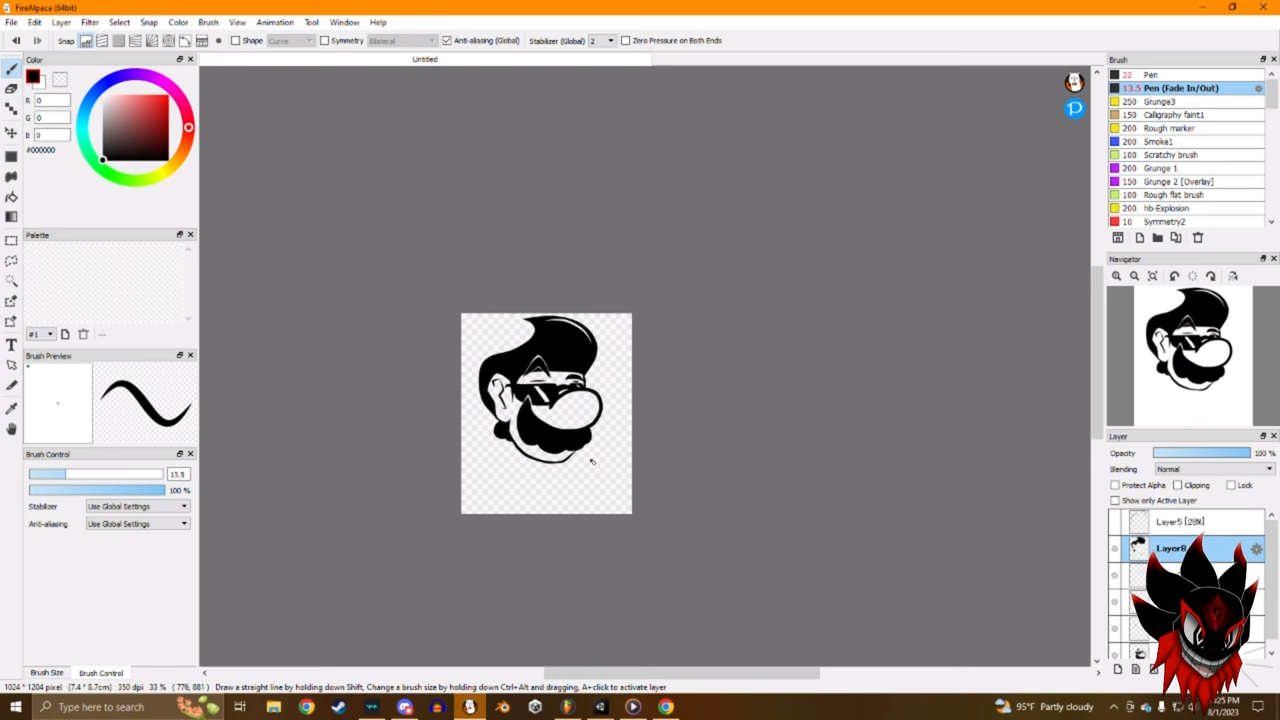 FireAlpaca (64bit)
File Edit Layer Filter Select Snap Color Brush View Animation Tool Window Help
Snap Shape Curve Symmetry Bilateral Anti-aliasing (Global) Stabilizer (Global) 2 Zero Pressure on Both Ends
Color
Untitled
Brush
R 0
G 0
B 0
#000000
22 Pen
13.5 Pen (Fade In/Out)
250 Grunge3
150 Calligraphy faint1
200 Rough marker
200 Smoke1
100 Scratchy brush
200 Grunge 1
150 Grunge 2 [Overlay]
100 Rough flat brush
200 hb-Explosion
10 Symmetry2
Palette
#1
Navigator
Brush Preview
Brush Control
13.5
100 %
Stabilizer Use Global Settings
Anti-aliasing Use Global Settings
Layer
Opacity 100 %
Blending Normal
Protect Alpha Clipping Lock
Show only Active Layer
Layer5 [28%]
Layer8
Brush Size Brush Control
1024 * 1204 pixel (7.4 * 8.7cm) 350 dpi 33 % (776, 881) Draw a straight line by holding down Shift, Change a brush size by holding down Ctrl+Alt and dragging, A+click to activate layer
Type here to search
95°F Partly cloudy
:25 PM
8/1/2023